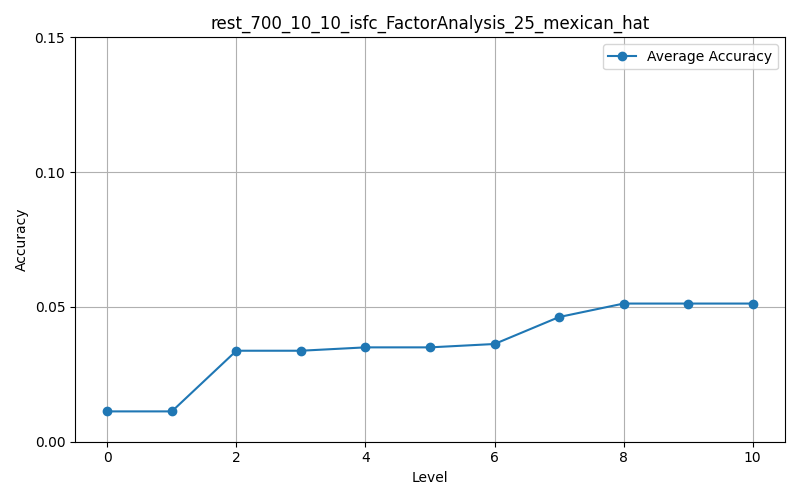 rest_700_10_10_isfc_FactorAnalysis_25_mexican_hat
Average Accuracy
0.15
0.10
0.05
0.00
Accuracy
0 2 4 6 8 10
Level